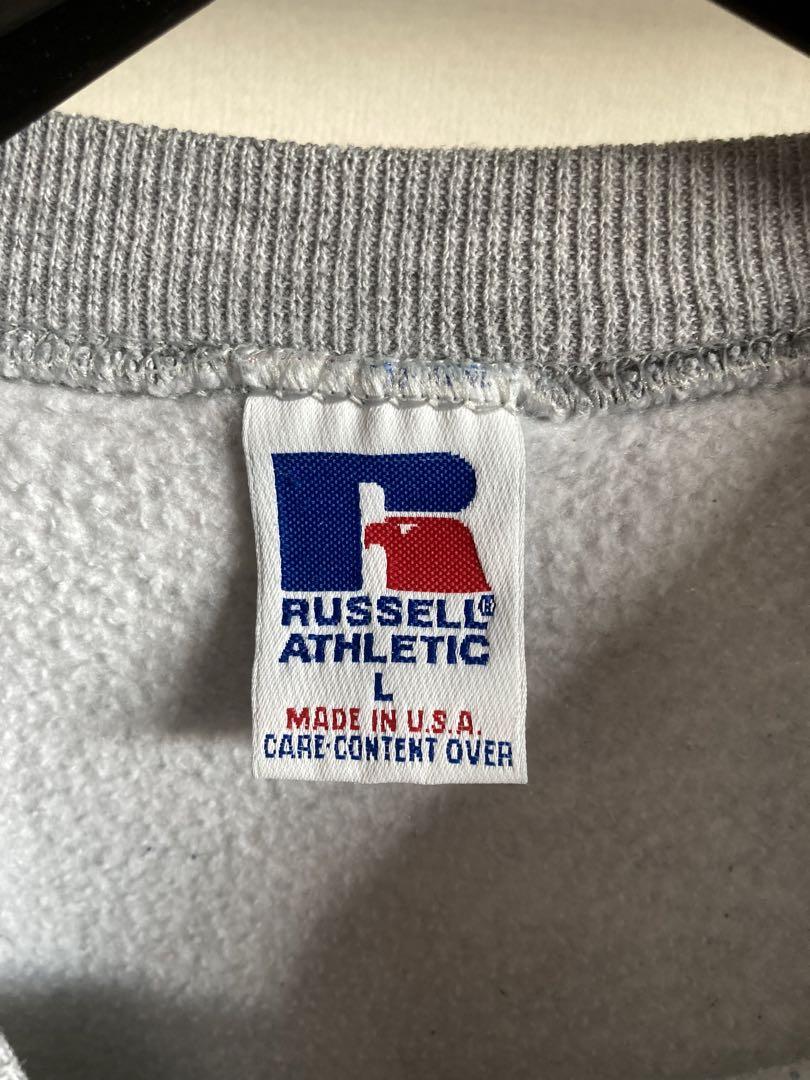 RUSSELL®
ATHLETIC
L
MADE IN U.S.A.
CARE·CONTENT OVER